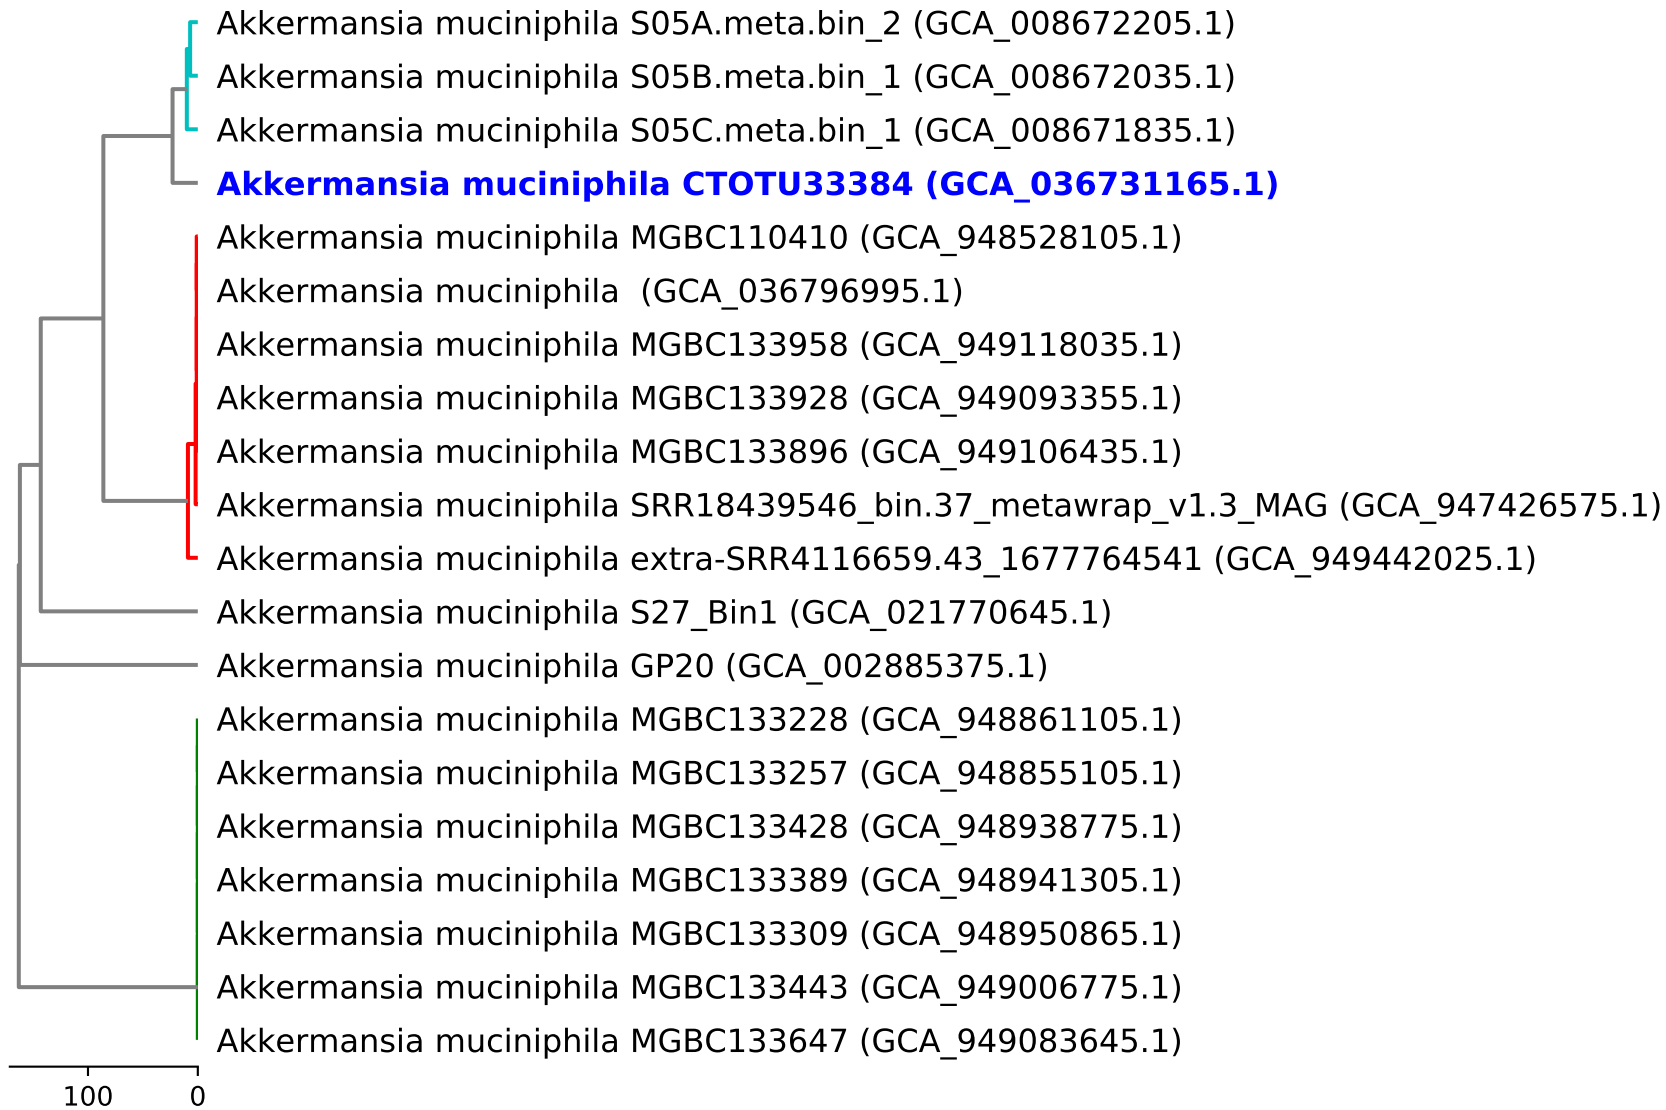 Akkermansia muciniphila S05A.meta.bin_2 (GCA_008672205.1)
Akkermansia muciniphila S05B.meta.bin_1 (GCA_008672035.1)
Akkermansia muciniphila S05C.meta.bin_1 (GCA_008671835.1)
Akkermansia muciniphila CTOTU33384 (GCA_036731165.1)
Akkermansia muciniphila MGBC110410 (GCA_948528105.1)
Akkermansia muciniphila  (GCA_036796995.1)
Akkermansia muciniphila MGBC133958 (GCA_949118035.1)
Akkermansia muciniphila MGBC133928 (GCA_949093355.1)
Akkermansia muciniphila MGBC133896 (GCA_949106435.1)
Akkermansia muciniphila SRR18439546_bin.37_metawrap_v1.3_MAG (GCA_947426575.1)
Akkermansia muciniphila extra-SRR4116659.43_1677764541 (GCA_949442025.1)
Akkermansia muciniphila S27_Bin1 (GCA_021770645.1)
Akkermansia muciniphila GP20 (GCA_002885375.1)
Akkermansia muciniphila MGBC133228 (GCA_948861105.1)
Akkermansia muciniphila MGBC133257 (GCA_948855105.1)
Akkermansia muciniphila MGBC133428 (GCA_948938775.1)
Akkermansia muciniphila MGBC133389 (GCA_948941305.1)
Akkermansia muciniphila MGBC133309 (GCA_948950865.1)
Akkermansia muciniphila MGBC133443 (GCA_949006775.1)
Akkermansia muciniphila MGBC133647 (GCA_949083645.1)
100 0